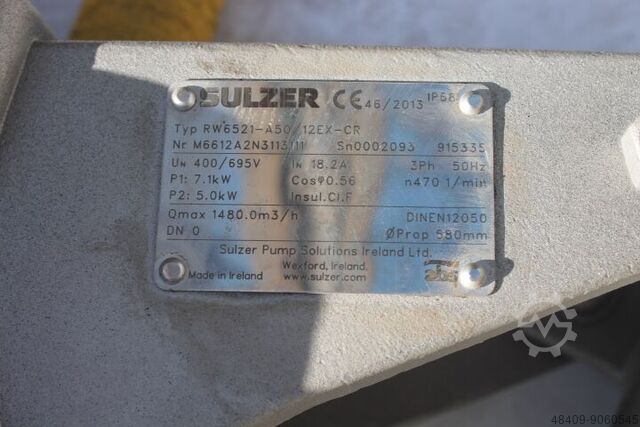 SULZER CE 46/2013 IP68
Typ RW6521-A50/12EX-CR
Nr M6612A2N3113 11 Sn0002093 915335
UN 400/695V IN 18.2A 3Ph 50Hz
P1: 7.1kW Cosφ0.56 n470 1/min
P2: 5.0kW Insul.Cl.F
Qmax 1480.0m3/h DINEN12050
DN 0 ØProp 580mm
Sulzer Pump Solutions Ireland Ltd.
Wexford, Ireland.
Made in Ireland www.sulzer.com
48409-9060545